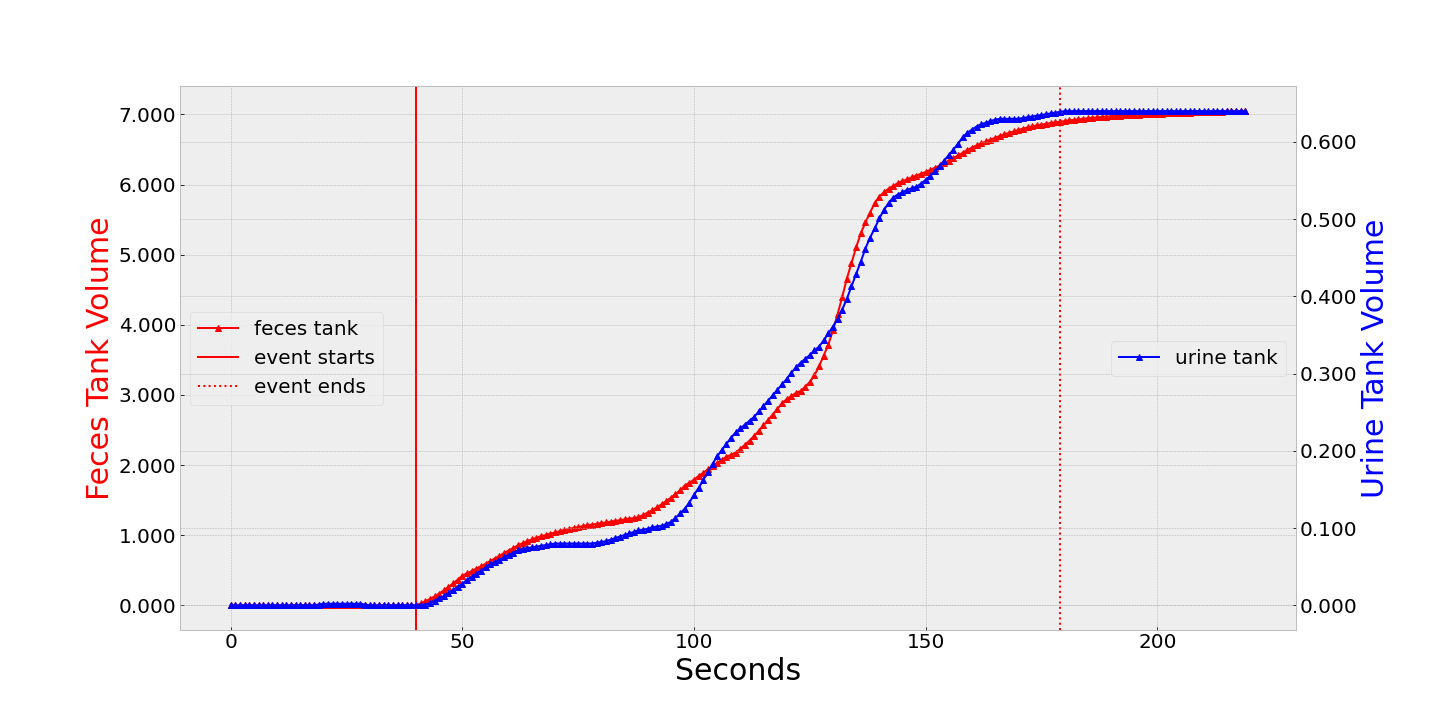 7.000
6.000
5.000
4.000
3.000
2.000
1.000
0.000
Feces Tank Volume
feces tank
event starts
event ends
urine tank
0.600
0.500
0.400
0.300
0.200
0.100
0.000
Urine Tank Volume
0 50 100 150 200
Seconds